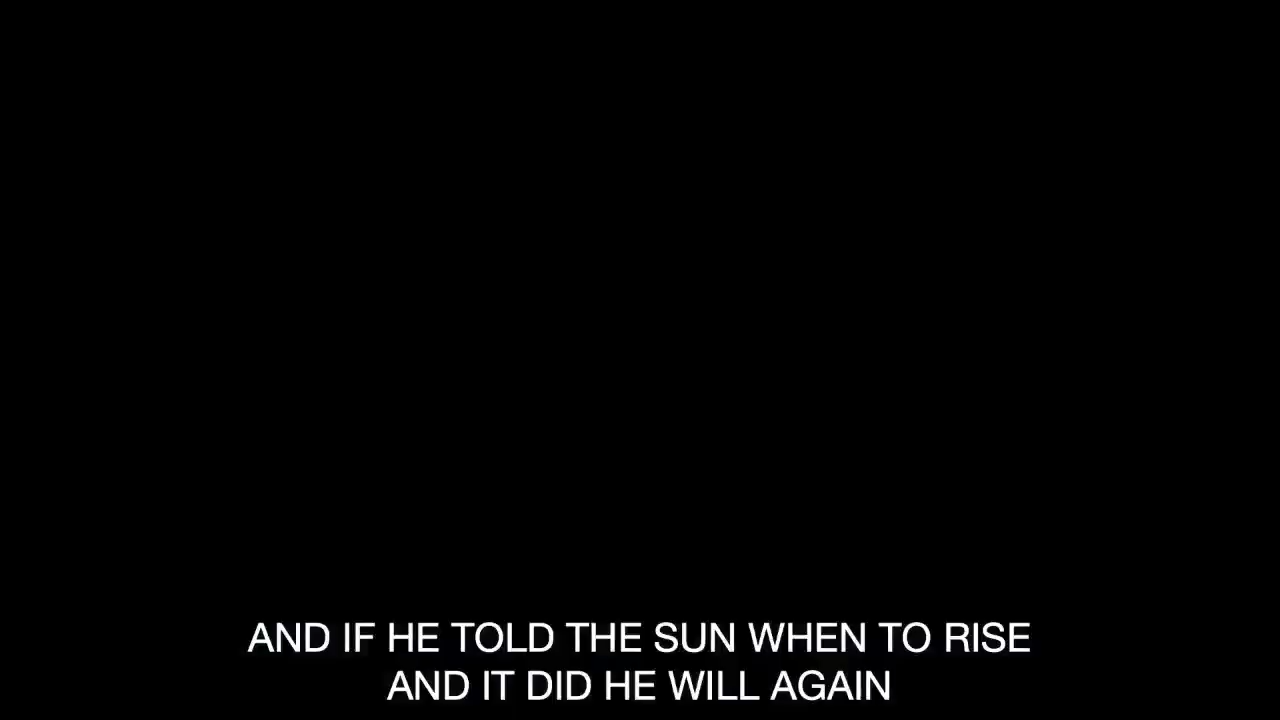 AND IF HE TOLD THE SUN WHEN TO RISE
AND IT DID HE WILL AGAIN